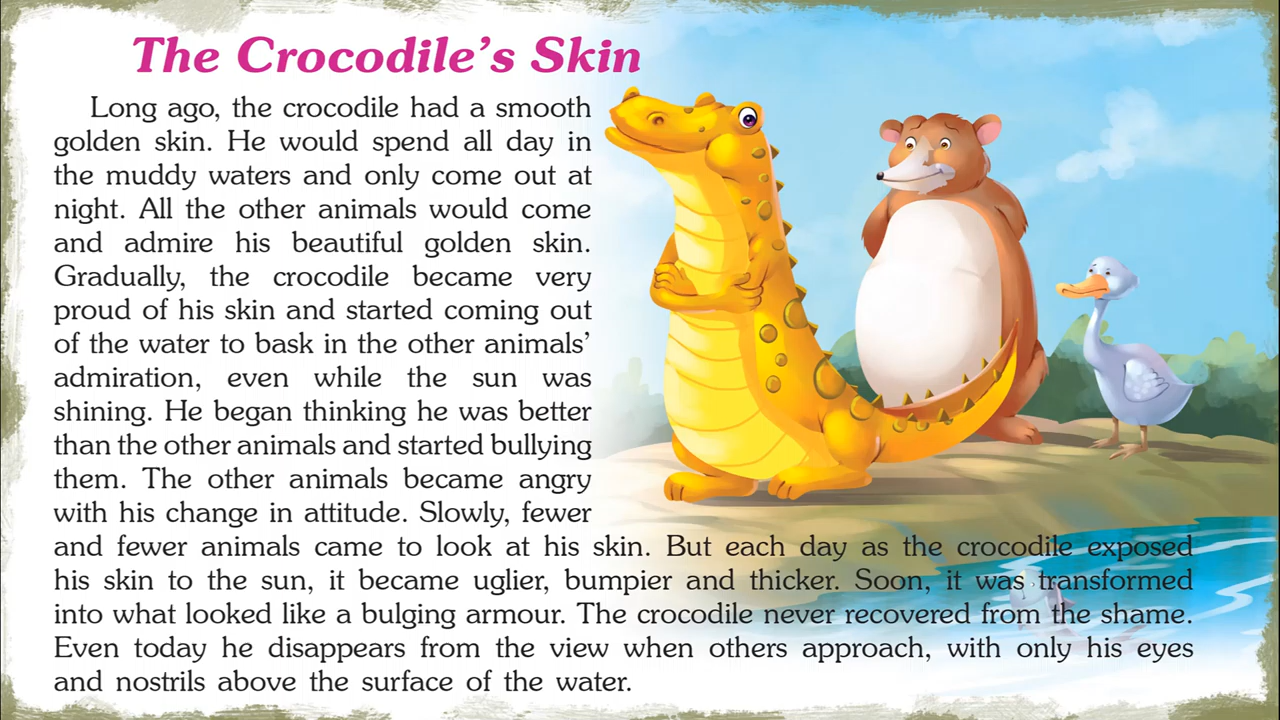 The Crocodile's Skin
Long ago, the crocodile had a smooth
golden skin. He would spend all day in
the muddy waters and only come out at
night. All the other animals would come
and admire his beautiful golden skin.
Gradually, the crocodile became very
proud of his skin and started coming out
of the water to bask in the other animals'
admiration, even while the sun was
shining. He began thinking he was better
than the other animals and started bullying
them. The other animals became angry
with his change in attitude. Slowly, fewer
and fewer animals came to look at his skin. But each day as the crocodile exposed
his skin to the sun, it became uglier, bumpier and thicker. Soon, it was transformed
into what looked like a bulging armour. The crocodile never recovered from the shame.
Even today he disappears from the view when others approach, with only his eyes
and nostrils above the surface of the water.